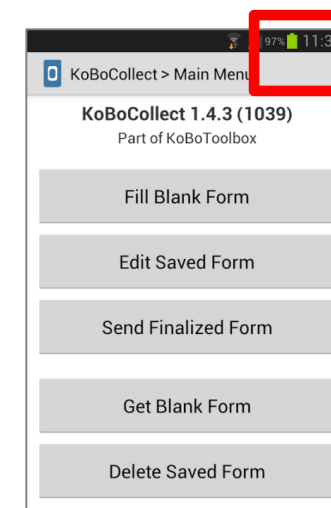 97% 11:3
KoBoCollect > Main Menu
KoBoCollect 1.4.3 (1039)
Part of KoBoToolbox
Fill Blank Form
Edit Saved Form
Send Finalized Form
Get Blank Form
Delete Saved Form